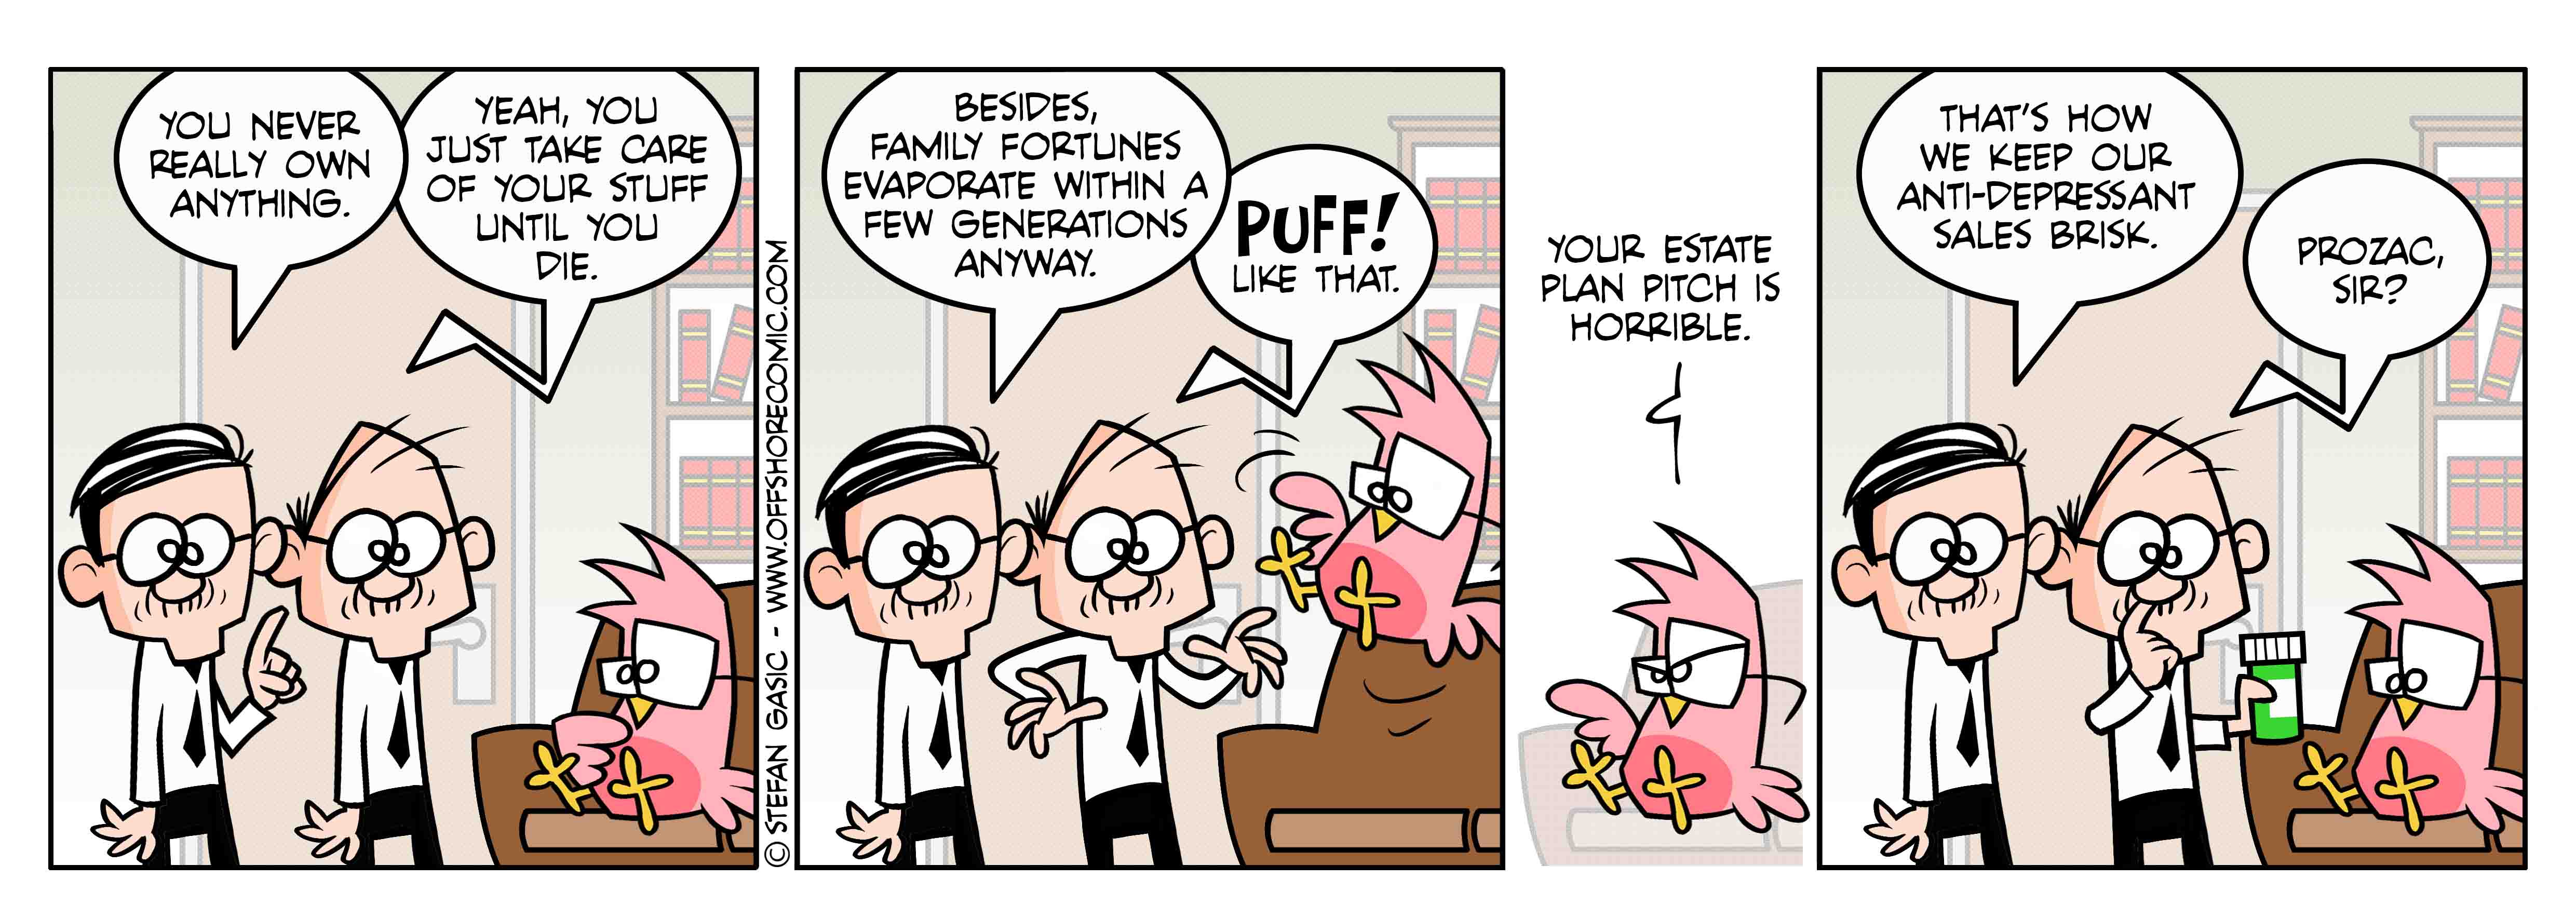 YOU NEVER
REALLY OWN
ANYTHING.
YEAH, YOU
JUST TAKE CARE
OF YOUR STUFF
UNTIL YOU
DIE.
© STEFAN GASIC - WWW.OFFSHORECOMIC.COM
BESIDES,
FAMILY FORTUNES
EVAPORATE WITHIN A
FEW GENERATIONS
ANYWAY.
PUFF!
LIKE THAT.
YOUR ESTATE
PLAN PITCH IS
HORRIBLE.
THAT'S HOW
WE KEEP OUR
ANTI-DEPRESSANT
SALES BRISK.
PROZAC,
SIR?